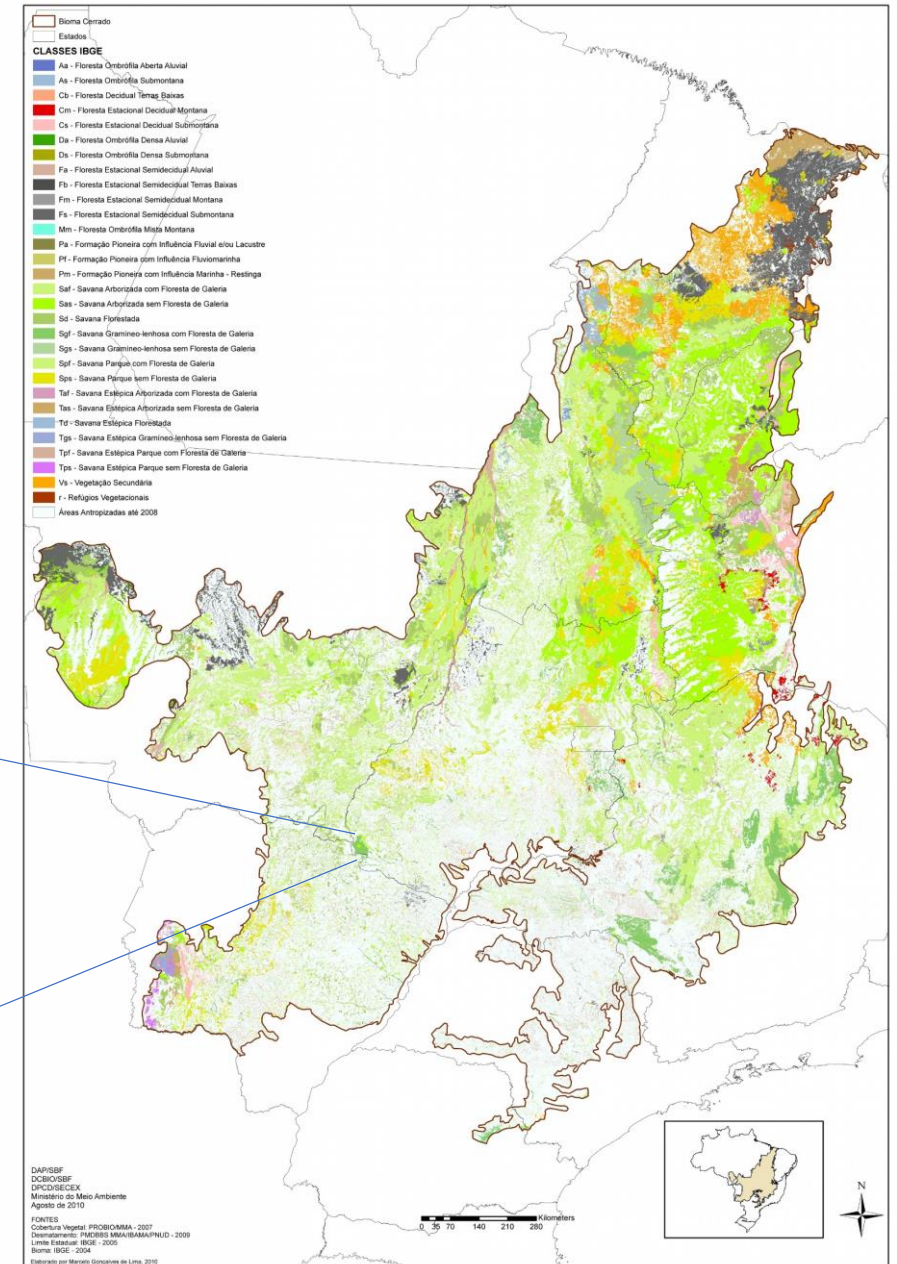 Bioma Cerrado
Estados
CLASSES IBGE
Aa - Floresta Ombrófila Aberta Aluvial
As - Floresta Ombrófila Submontana
Cb - Floresta Decidual Terras Baixas
Cm - Floresta Estacional Decidual Montana
Cs - Floresta Estacional Decidual Submontana
Da - Floresta Ombrófila Densa Aluvial
Ds - Floresta Ombrófila Densa Submontana
Fa - Floresta Estacional Semidecidual Aluvial
Fb - Floresta Estacional Semidecidual Terras Baixas
Fm - Floresta Estacional Semidecidual Montana
Fs - Floresta Estacional Semidecidual Submontana
Mm - Floresta Ombrófila Mista Montana
Pa - Formação Pioneira com Influência Fluvial e/ou Lacustre
Pf - Formação Pioneira com Influência Fluviomarinha
Pm - Formação Pioneira com Influência Marinha - Restinga
Saf - Savana Arborizada com Floresta de Galeria
Sas - Savana Arborizada sem Floresta de Galeria
Sd - Savana Florestada
Sgf - Savana Gramíneo-lenhosa com Floresta de Galeria
Sgs - Savana Gramíneo-lenhosa sem Floresta de Galeria
Spf - Savana Parque com Floresta de Galeria
Sps - Savana Parque sem Floresta de Galeria
Taf - Savana Estépica Arborizada com Floresta de Galeria
Tas - Savana Estépica Arborizada sem Floresta de Galeria
Td - Savana Estépica Florestada
Tgs - Savana Estépica Gramíneo-lenhosa sem Floresta de Galeria
Tpf - Savana Estépica Parque com Floresta de Galeria
Tps - Savana Estépica Parque sem Floresta de Galeria
Vs - Vegetação Secundária
r - Refúgios Vegetacionais
Áreas Antropizadas até 2008
DAP/SBF
DCBIO/SBF
DPCD/SECEX
Ministério do Meio Ambiente
Agosto de 2010
FONTES
Cobertura Vegetal: PROBIO/MMA - 2007
Desmatamento: PMDBBS MMA/IBAMA/PNUD - 2009
Limite Estadual: IBGE - 2005
Bioma: IBGE - 2004
Elaborado por Marcelo Gonçalves de Lima, 2010
Kilometers
0 35 70 140 210 280
N